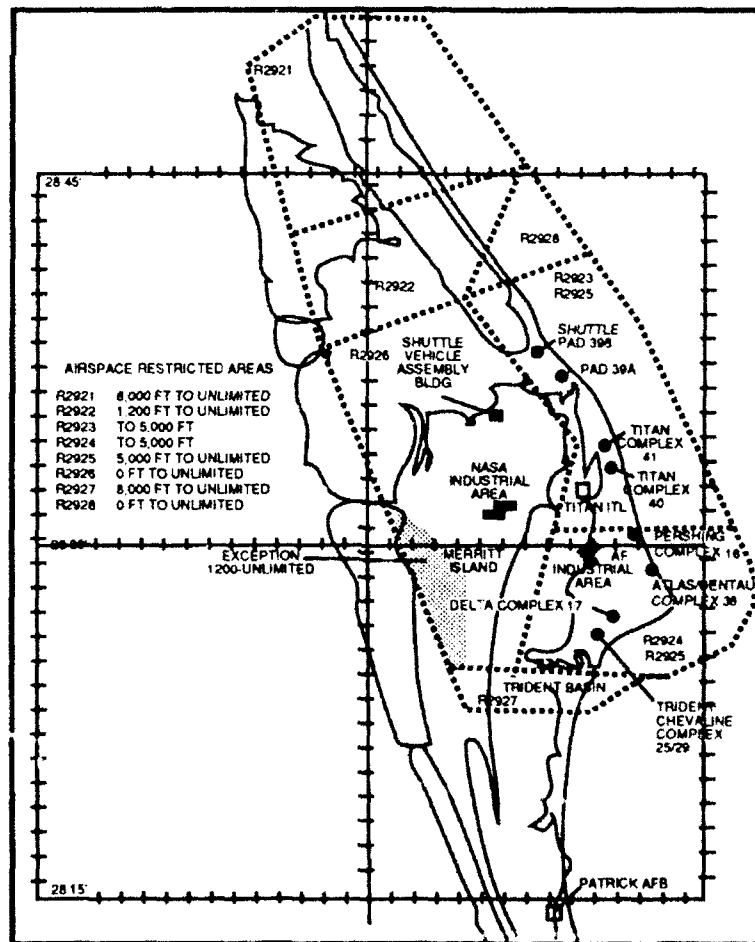 R2921
28 45'
R2928
R2923
R2925
R2922
R2926
SHUTTLE
PAD 39B
SHUTTLE
VEHICLE
ASSEMBLY
BLDG
PAD 39A
AIRSPACE RESTRICTED AREAS
R2921 8,000 FT TO UNLIMITED
R2922 1,200 FT TO UNLIMITED
R2923 TO 5,000 FT
R2924 TO 5,000 FT
R2925 5,000 FT TO UNLIMITED
R2926 0 FT TO UNLIMITED
R2927 8,000 FT TO UNLIMITED
R2928 0 FT TO UNLIMITED
TITAN
COMPLEX
41
TITAN
COMPLEX
40
NASA
INDUSTRIAL
AREA
TITAN ITL
EXCEPTION
1200-UNLIMITED
MERRITT
ISLAND
AF
INDUSTRIAL
AREA
PERSHING
COMPLEX 16
COMPLEX 36
DELTA COMPLEX 17
R2924
R2925
TRIDENT BASIN
R2927
TRIDENT
CHEVALINE
COMPLEX
25/29
28 15'
PATRICK AFB